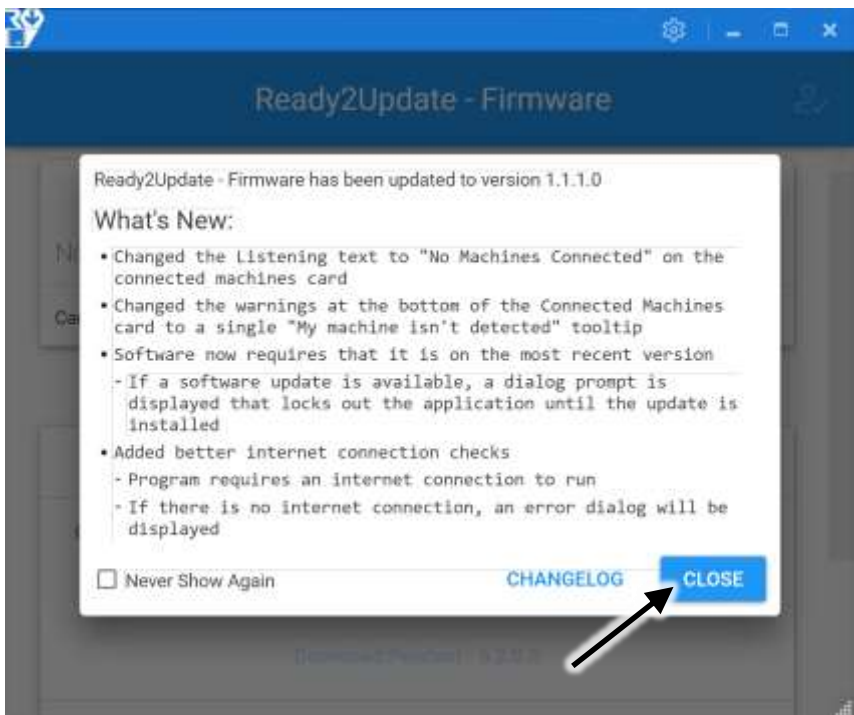 Ready2Update - Firmware
Ready2Update - Firmware has been updated to version 1.1.1.0
What's New:
• Changed the Listening text to "No Machines Connected" on the
connected machines card
• Changed the warnings at the bottom of the Connected Machines
card to a single "My machine isn't detected" tooltip
• Software now requires that it is on the most recent version
- If a software update is available, a dialog prompt is
displayed that locks out the application until the update is
installed
• Added better internet connection checks
- Program requires an internet connection to run
- If there is no internet connection, an error dialog will be
displayed
Never Show Again
CHANGELOG
CLOSE